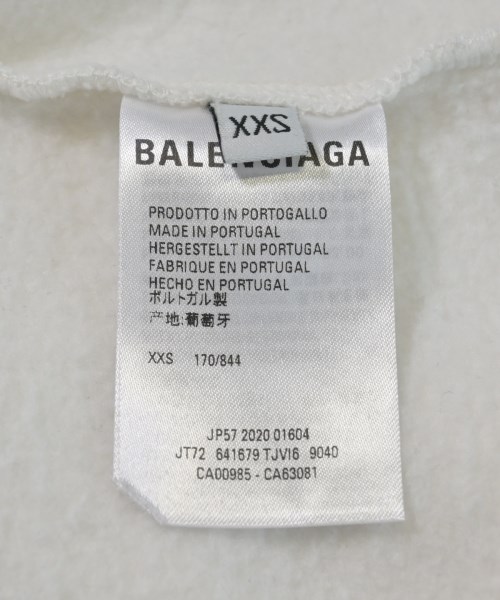 XXS
BALENCIAGA
PRODOTTO IN PORTOGALLO
MADE IN PORTUGAL
HERGESTELLT IN PORTUGAL
FABRIQUE EN PORTUGAL
HECHO EN PORTUGAL
ポルトガル製
产地:葡萄牙
XXS 170/844
JP57 2020 01604
JT72 641679 TJVI6 9040
CA00985 - CA63081